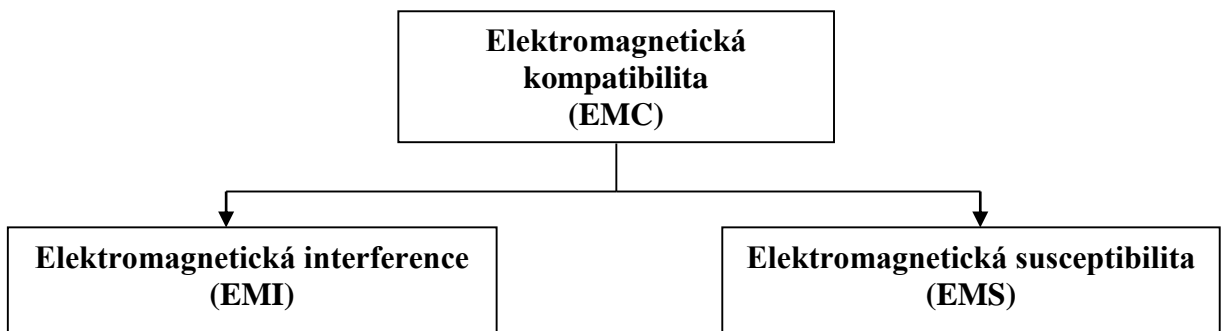 Elektromagnetická
kompatibilita
(EMC)
Elektromagnetická interference
(EMI)
Elektromagnetická susceptibilita
(EMS)